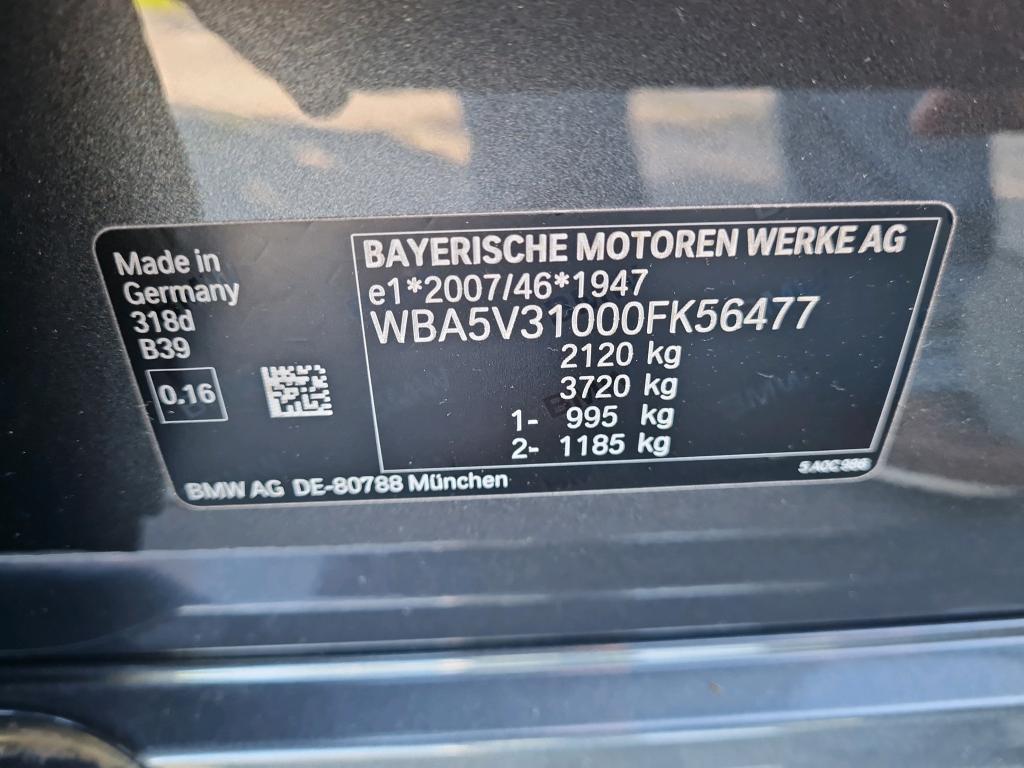 Made in
Germany
318d
B39
0.16
BAYERISCHE MOTOREN WERKE AG
e1*2007/46*1947
WBA5V31000FK56477
2120 kg
3720 kg
1- 995 kg
2- 1185 kg
BMW AG DE-80788 München